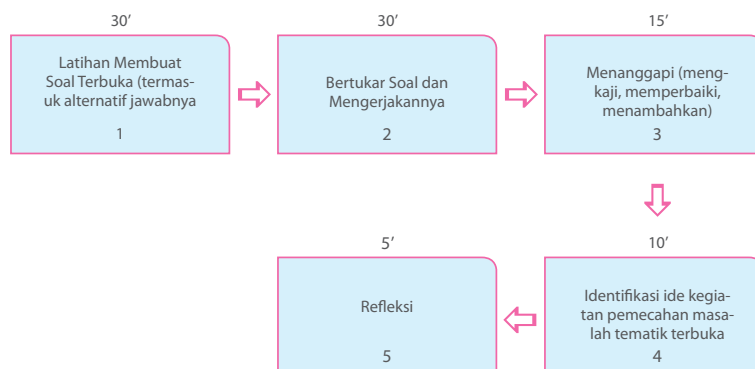 30’
Latihan Membuat
Soal Terbuka (termas-
uk alternatif jawabnya
1
30’
Bertukar Soal dan
Mengerjakannya
2
15’
Menanggapi (meng-
kaji, memperbaiki,
menambahkan)
3
10’
Identifikasi ide kegia-
tan pemecahan masa-
lah tematik terbuka
4
5’
Refleksi
5